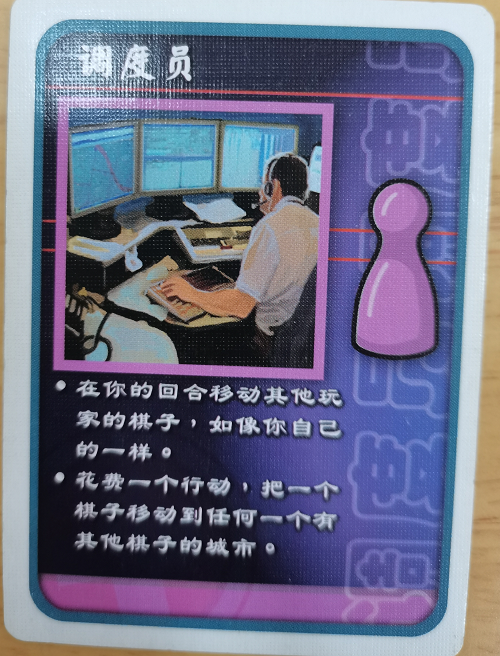 调度员
• 在你的回合移动其他玩
家的棋子，如像你自己
的一样。
• 花费一个行动，把一个
棋子移动到任何一个有
其他棋子的城市。